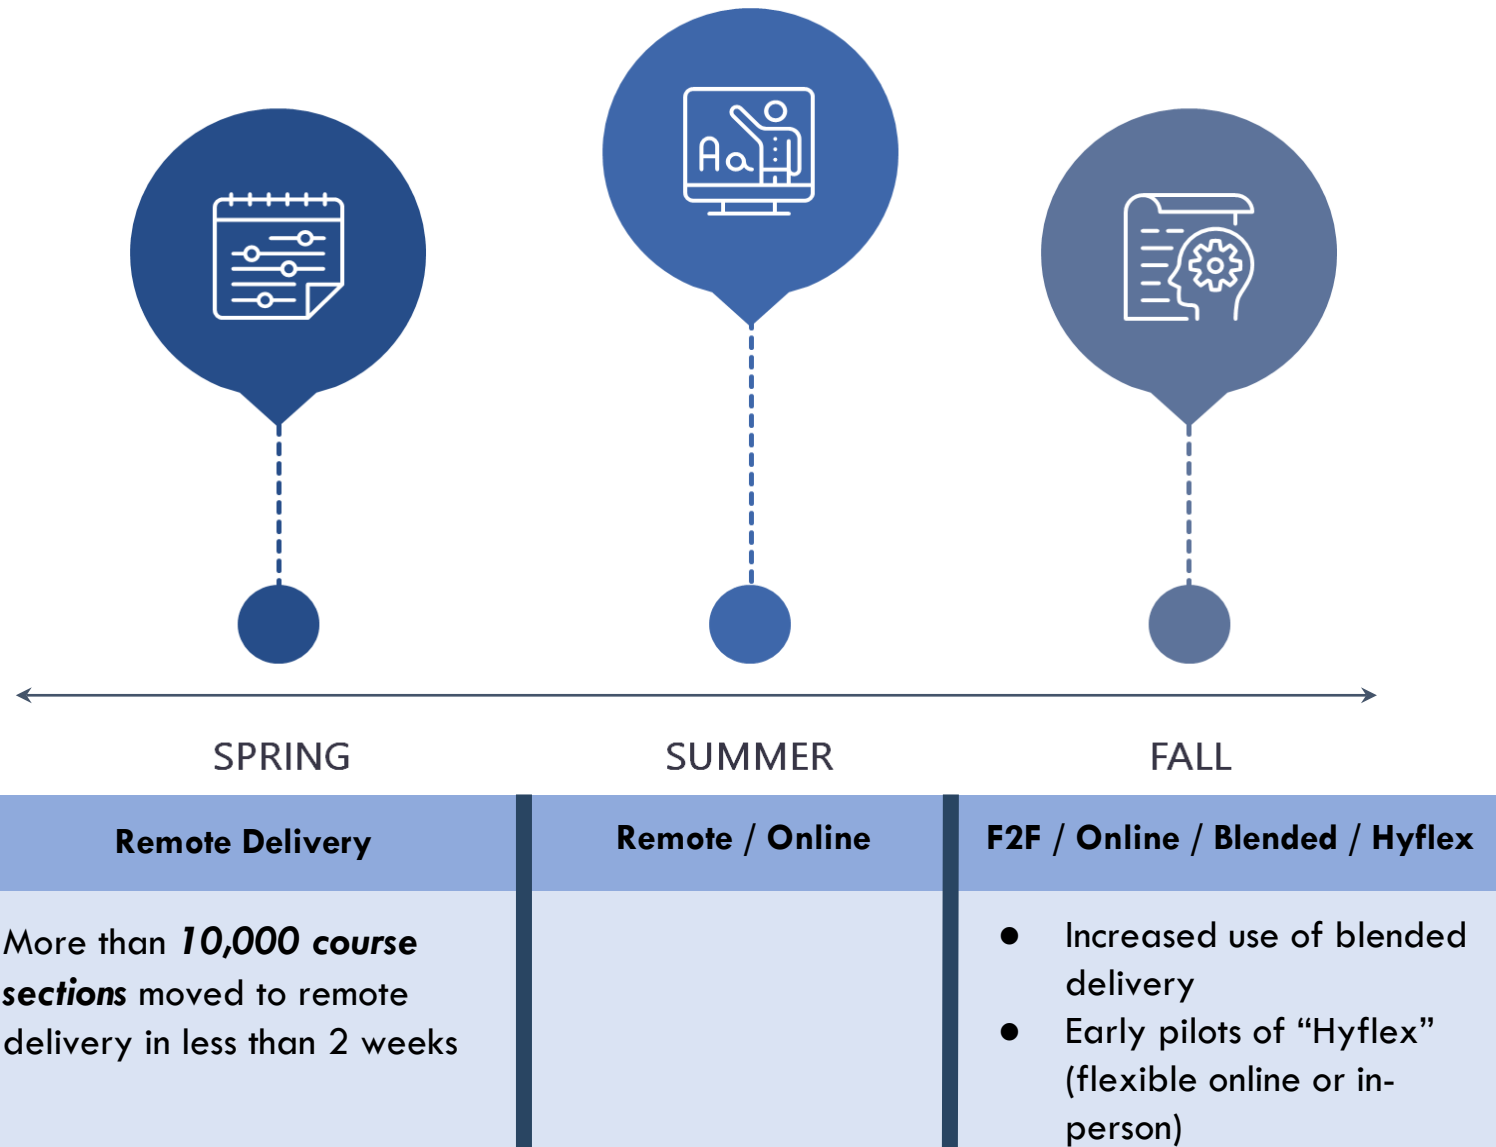 Aa
SPRING
SUMMER
FALL
Remote Delivery
Remote / Online
F2F / Online / Blended / Hyflex
More than 10,000 course
sections moved to remote
delivery in less than 2 weeks
● Increased use of blended
delivery
● Early pilots of “Hyflex”
(flexible online or in-
person)